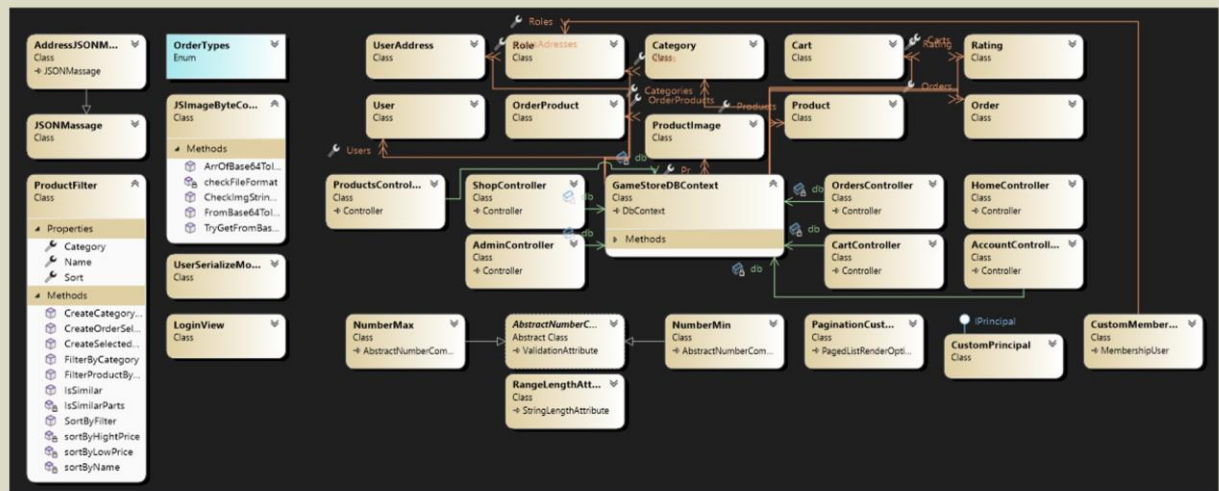 Roles
AddressJSONM...
Class
JSONMassage
OrderTypes
Enum
UserAddress
Class
Role
Class
Category
Class
Cart
Class
Carts
Rating
Rating
Class
JSImageByteCo...
Class
Methods
ArrOfBase64ToI...
checkFileFormat
CheckImgStrin...
FromBase64ToI...
TryGetFromBas...
Categories
OrderProducts
Products
Orders
User
Class
OrderProduct
Class
ProductImage
Class
Product
Class
Order
Class
JSONMassage
Class
Users
db
Pr
ProductFilter
Class
Properties
Category
Name
Sort
Methods
CreateCategory...
CreateOrderSel...
CreateSelected...
FilterByCategory
FilterProductBy...
IsSimilar
IsSimilarParts
SortByFilter
sortByHightPrice
sortByLowPrice
sortByName
ProductsControl...
Class
Controller
ShopController
Class
Controller
GameStoreDBContext
Class
DbContext
Methods
db
OrdersController
Class
Controller
HomeController
Class
Controller
AdminController
Class
Controller
db
db
db
CartController
Class
Controller
AccountControll...
Class
Controller
UserSerializeMo...
Class
LoginView
Class
NumberMax
Class
AbstractNumberCom...
AbstractNumberC...
Abstract Class
ValidationAttribute
NumberMin
Class
AbstractNumberCom...
PaginationCust...
Class
PagedListRenderOpti...
IPrincipal
CustomPrincipal
Class
CustomMember...
Class
MembershipUser
RangeLengthAtt...
Class
StringLengthAttribute